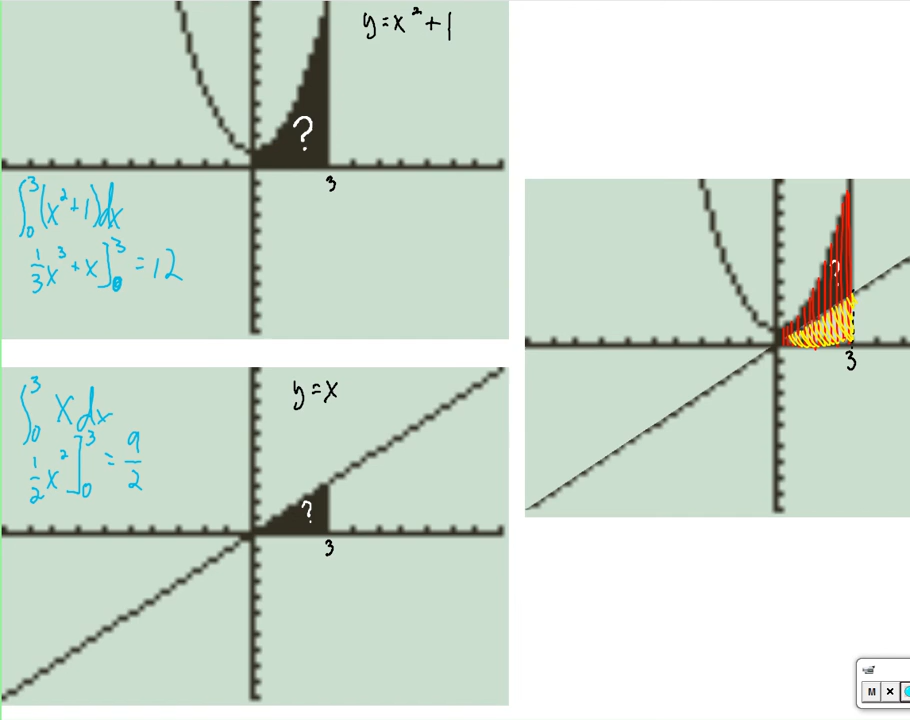 y=x²+1
?
3
∫₀³(x²+1)dx
⅓x³+x]₀³=12
y=x
∫₀³ x dx
½x²]₀³=9/2
?
3
?
3
M ×